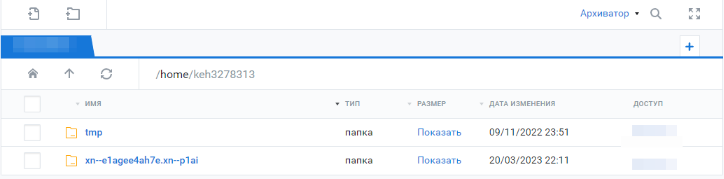 Архиватор
/home/keh3278313
ИМЯ ТИП РАЗМЕР ДАТА ИЗМЕНЕНИЯ ДОСТУП
tmp папка Показать 09/11/2022 23:51
xn--e1agee4ah7e.xn--p1ai папка Показать 20/03/2023 22:11